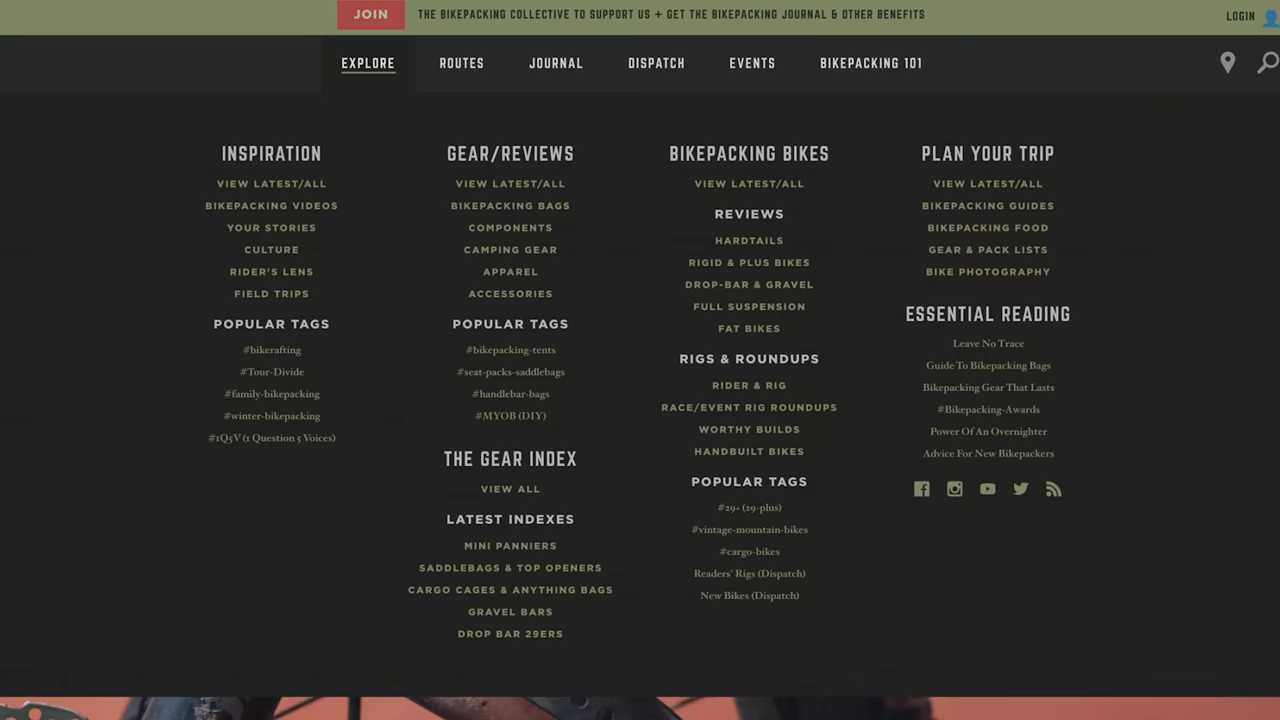 JOIN THE BIKEPACKING COLLECTIVE TO SUPPORT US + GET THE BIKEPACKING JOURNAL & OTHER BENEFITS LOGIN
EXPLORE ROUTES JOURNAL DISPATCH EVENTS BIKEPACKING 101
INSPIRATION
VIEW LATEST/ALL
BIKEPACKING VIDEOS
YOUR STORIES
CULTURE
RIDER'S LENS
FIELD TRIPS
POPULAR TAGS
#bikerafting
#Tour-Divide
#family-bikepacking
#winter-bikepacking
#1Q5V (1 Question 5 Voices)
GEAR/REVIEWS
VIEW LATEST/ALL
BIKEPACKING BAGS
COMPONENTS
CAMPING GEAR
APPAREL
ACCESSORIES
POPULAR TAGS
#bikepacking-tents
#seat-packs-saddlebags
#handlebar-bags
#MYOB (DIY)
THE GEAR INDEX
VIEW ALL
LATEST INDEXES
MINI PANNIERS
SADDLEBAGS & TOP OPENERS
CARGO CAGES & ANYTHING BAGS
GRAVEL BARS
DROP BAR 29ERS
BIKEPACKING BIKES
VIEW LATEST/ALL
REVIEWS
HARDTAILS
RIGID & PLUS BIKES
DROP-BAR & GRAVEL
FULL SUSPENSION
FAT BIKES
RIGS & ROUNDUPS
RIDER & RIG
RACE/EVENT RIG ROUNDUPS
WORTHY BUILDS
HANDBUILT BIKES
POPULAR TAGS
#29+ (29-plus)
#vintage-mountain-bikes
#cargo-bikes
Readers' Rigs (Dispatch)
New Bikes (Dispatch)
PLAN YOUR TRIP
VIEW LATEST/ALL
BIKEPACKING GUIDES
BIKEPACKING FOOD
GEAR & PACK LISTS
BIKE PHOTOGRAPHY
ESSENTIAL READING
Leave No Trace
Guide To Bikepacking Bags
Bikepacking Gear That Lasts
#Bikepacking-Awards
Power Of An Overnighter
Advice For New Bikepackers